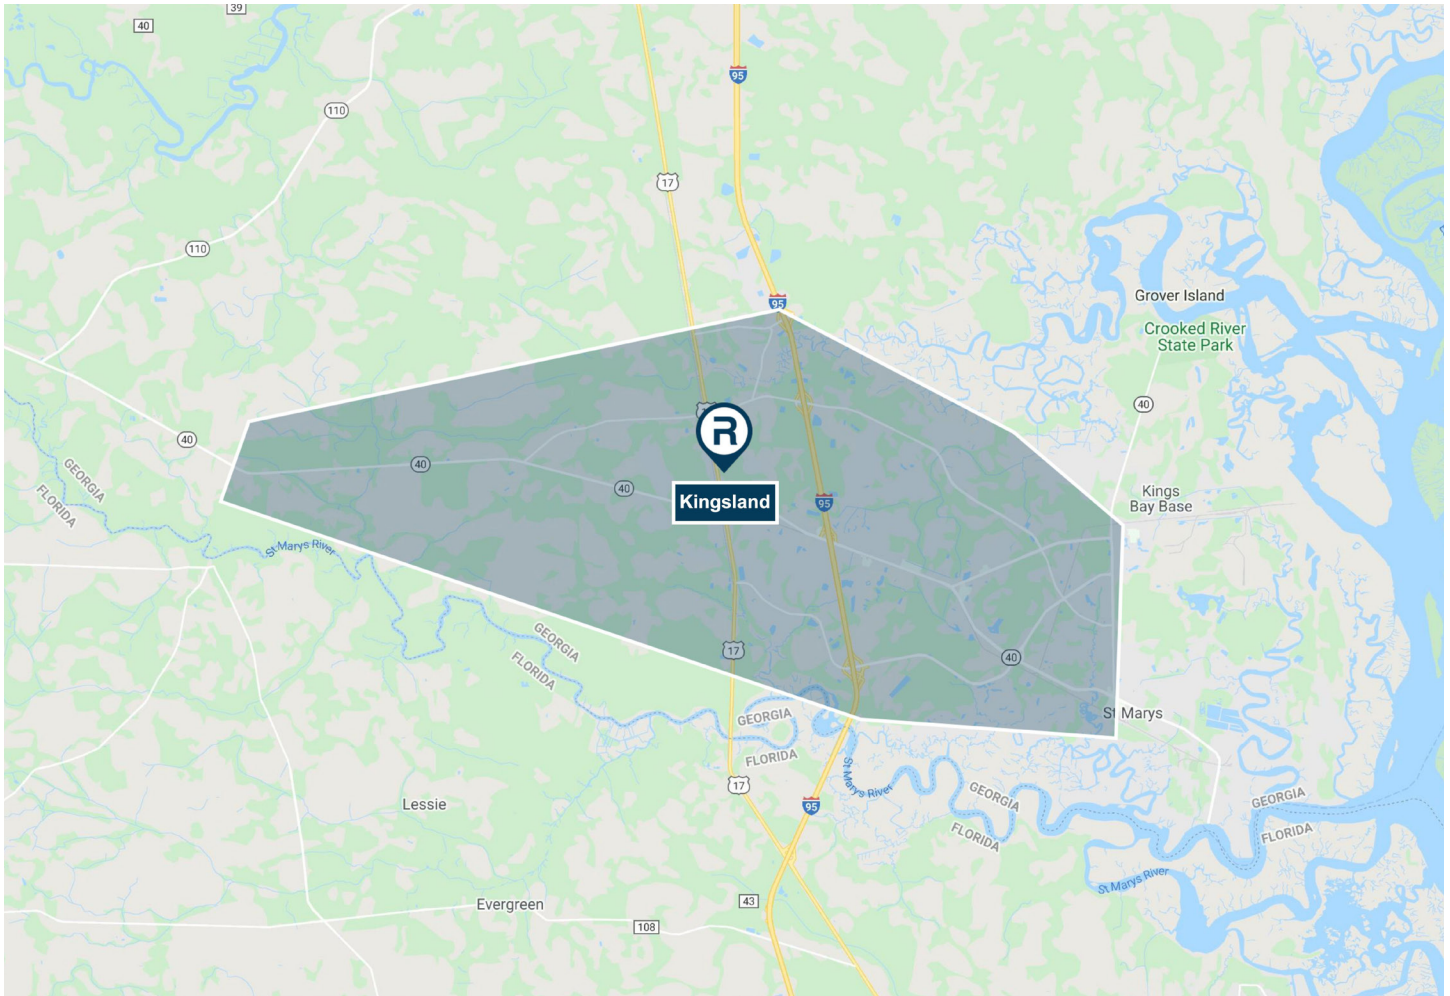 39
40
95
110
17
110
Grover Island
95
Crooked River
State Park
40
40
R
GEORGIA
FLORIDA
40
40
Kingsland
95
Kings
Bay Base
St Marys River
GEORGIA
FLORIDA
17
40
GEORGIA
FLORIDA
St Marys
St Marys River
17
95
GEORGIA
FLORIDA
GEORGIA
FLORIDA
Lessie
St Marys River
Evergreen
43
108